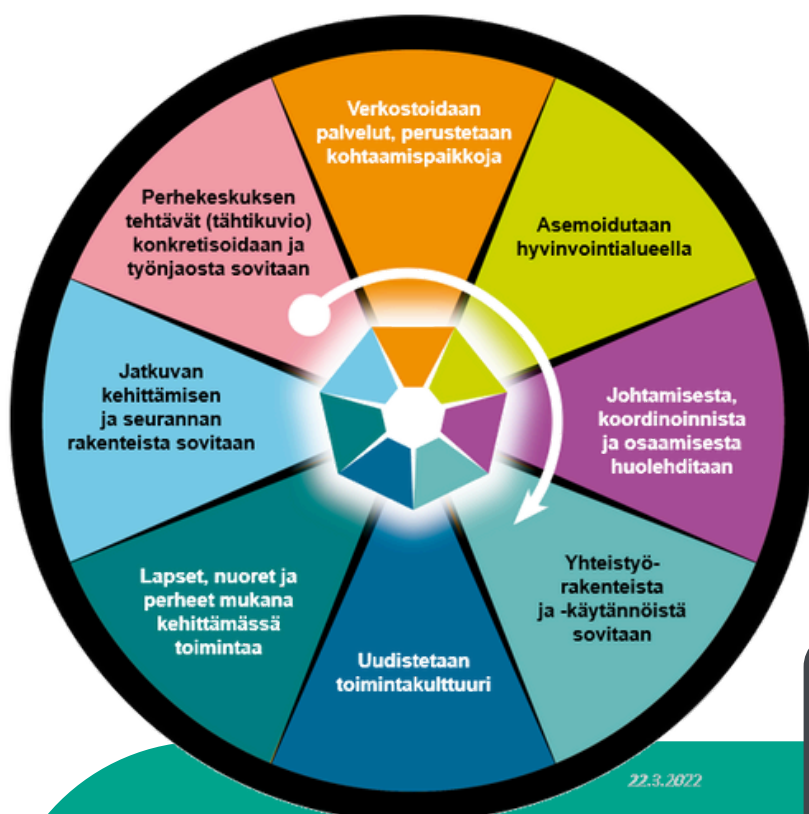 Verkostoidaan
palvelut, perustetaan
kohtaamispaikkoja
Asemoidutaan
hyvinvointialueella
Johtamisesta,
koordinoinnista
ja osaamisesta
huolehditaan
Yhteistyö-
rakenteista
ja -käytännöistä
sovitaan
Uudistetaan
toimintakulttuuri
Lapset, nuoret ja
perheet mukana
kehittämässä
toimintaa
Jatkuvan
kehittämisen
ja seurannan
rakenteista sovitaan
Perhekeskuksen
tehtävät (tähtikuvio)
konkretisoidaan ja
työnjaosta sovitaan
22.3.2022